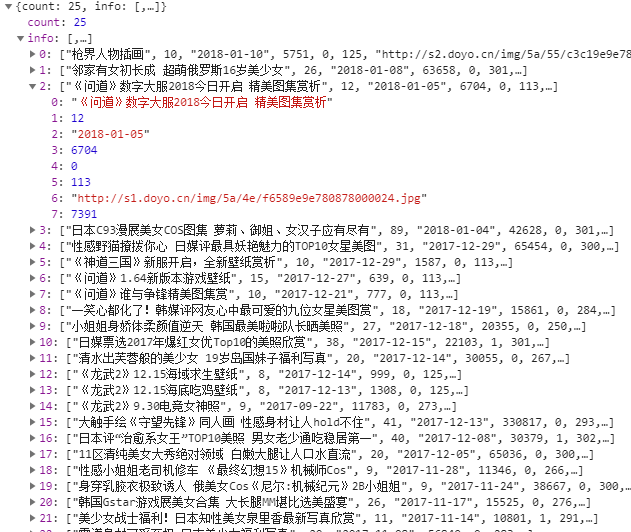 {count: 25, info: [,…]}
count: 25
info: [,…]
0: ["枪界人物插画", 10, "2018-01-10", 5751, 0, 125, "http://s2.doyo.cn/img/5a/55/c3c19e9e78
1: ["邻家有女初长成 超萌俄罗斯16岁美少女", 26, "2018-01-08", 63658, 0, 301,…]
2: ["《问道》数字大服2018今日开启 精美图集赏析", 12, "2018-01-05", 6704, 0, 113,…]
0: "《问道》数字大服2018今日开启 精美图集赏析"
1: 12
2: "2018-01-05"
3: 6704
4: 0
5: 113
6: "http://s1.doyo.cn/img/5a/4e/f6589e9e780878000024.jpg"
7: 7391
3: ["日本C93漫展美女COS图集 萝莉、御姐、女汉子应有尽有", 89, "2018-01-04", 42628, 0, 301,…]
4: ["性感野猫撩拨你心 日媒评最具妖艳魅力的TOP10女星美图", 31, "2017-12-29", 65454, 0, 300,…]
5: ["《神道三国》新服开启，全新壁纸赏析", 10, "2017-12-29", 1587, 0, 113,…]
6: ["《问道》1.64新版本游戏壁纸", 15, "2017-12-27", 639, 0, 113,…]
7: ["《问道》谁与争锋精美图集赏", 10, "2017-12-21", 777, 0, 113,…]
8: ["一笑心都化了！韩媒评网友心中最可爱的九位女星美图赏", 18, "2017-12-19", 15861, 0, 284,…]
9: ["小姐姐身娇体柔颜值逆天 韩国最美啦啦队长晒美照", 27, "2017-12-18", 20355, 0, 250,…]
10: ["日媒票选2017年爆红女优Top10的美照欣赏", 38, "2017-12-15", 22103, 1, 301,…]
11: ["清水出芙蓉般的美少女 19岁岛国妹子福利写真", 20, "2017-12-14", 30055, 0, 267,…]
12: ["《龙武2》12.15海域求生壁纸", 8, "2017-12-14", 999, 0, 125,…]
13: ["《龙武2》12.15海底吃鸡壁纸", 8, "2017-12-13", 1308, 0, 125,…]
14: ["《龙武2》9.30电竞女神照", 9, "2017-09-22", 11783, 0, 273,…]
15: ["大触手绘《守望先锋》同人画 性感身材让人hold不住", 41, "2017-12-13", 330817, 0, 293,…]
16: ["日本评“治愈系女王”TOP10美照 男女老少通吃稳居第一", 40, "2017-12-08", 30379, 1, 302,…]
17: ["11区清纯美女大秀绝对领域 白嫩大腿让人口水直流", 20, "2017-12-05", 65036, 0, 300,…]
18: ["性感小姐姐老司机修车 《最终幻想15》机械师Cos", 9, "2017-11-28", 11346, 0, 266,…]
19: ["身穿乳胶衣极致诱人 俄美女Cos《尼尔:机械纪元》2B小姐姐", 9, "2017-11-24", 38667, 0, 300,…]
20: ["韩国Gstar游戏展美女合集 大长腿MM堪比选美盛宴", 26, "2017-11-17", 15525, 0, 276,…]
21: ["美少女战士福利！日本知性美女泉里香最新写真欣赏", 11, "2017-11-14", 10801, 1, 291,…]